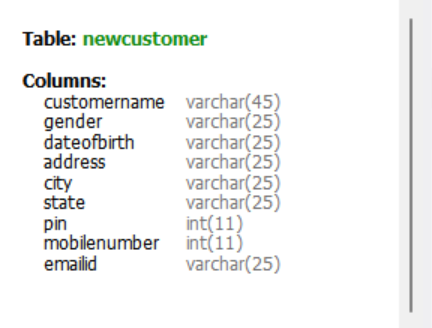 Table: newcustomer
Columns:
customername varchar(45)
gender varchar(25)
dateofbirth varchar(25)
address varchar(25)
city varchar(25)
state varchar(25)
pin int(11)
mobilenumber int(11)
emailid varchar(25)